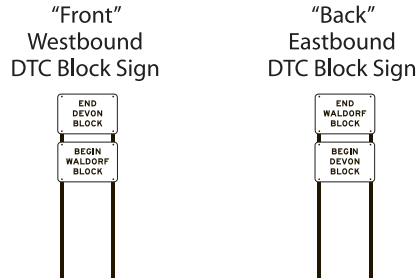 "Front"
Westbound
DTC Block Sign
END
DEVON
BLOCK
BEGIN
WALDORF
BLOCK
"Back"
Eastbound
DTC Block Sign
END
WALDORF
BLOCK
BEGIN
DEVON
BLOCK